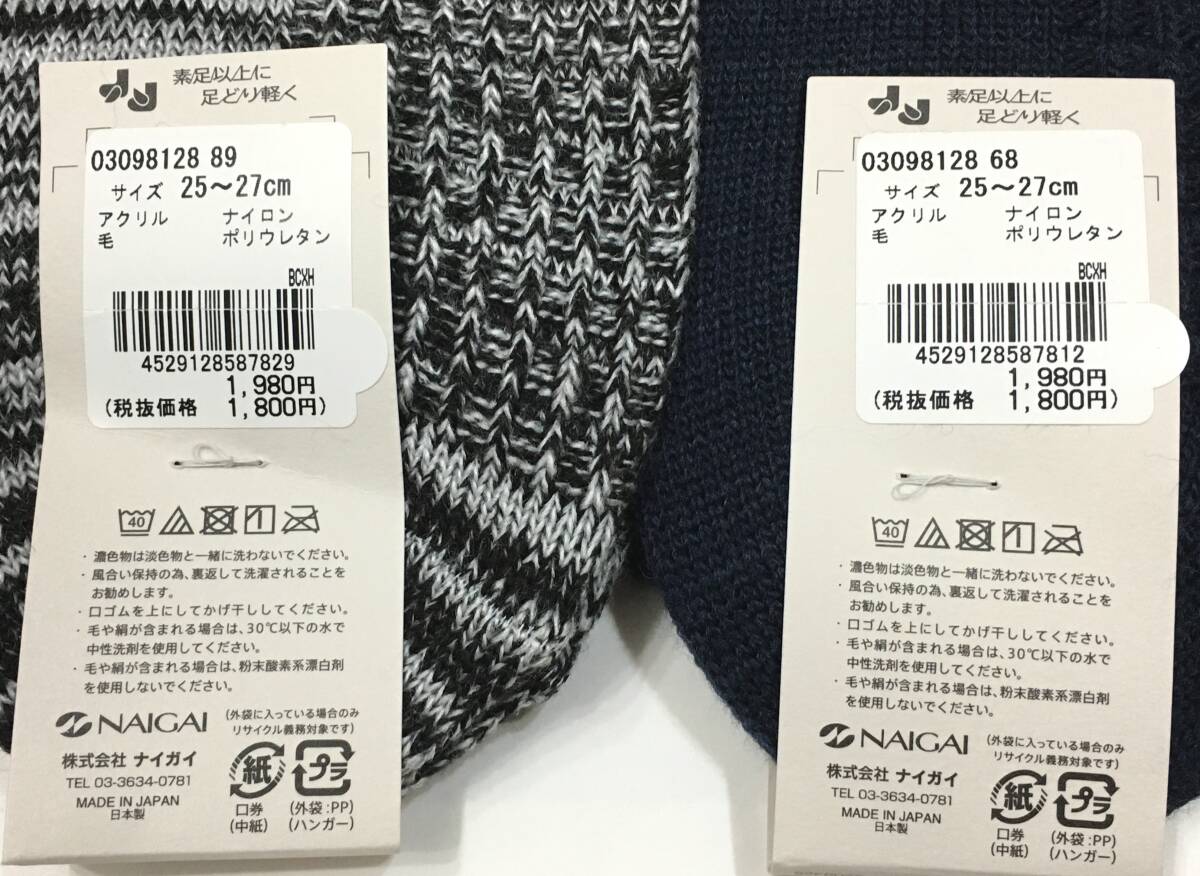 素足以上に
足どり軽く
03098128 89
サイズ 25～27cm
アクリル ナイロン
毛 ポリウレタン
BCXH
4529128587829
1,980円
(税抜価格 1,800円)
40
・濃色物は淡色物と一緒に洗わないでください。
・風合い保持の為、裏返して洗濯されることを
お勧めします。
・口ゴムを上にしてかげ干ししてください。
・毛や絹が含まれる場合は、30℃以下の水で
中性洗剤を使用してください。
・毛や絹が含まれる場合は、粉末酸素系漂白剤
を使用しないでください。
NAIGAI
(外袋に入っている場合のみ
リサイクル義務対象です)
株式会社 ナイガイ
TEL 03-3634-0781
MADE IN JAPAN
日本製
紙
口券
(中紙)
プラ
(外袋:PP)
(ハンガー)
素足以上に
足どり軽く
03098128 68
サイズ 25～27cm
アクリル ナイロン
毛 ポリウレタン
BCXH
4529128587812
1,980円
(税抜価格 1,800円)
40
・濃色物は淡色物と一緒に洗わないでください。
・風合い保持の為、裏返して洗濯されることを
お勧めします。
・口ゴムを上にしてかげ干ししてください。
・毛や絹が含まれる場合は、30℃以下の水で
中性洗剤を使用してください。
・毛や絹が含まれる場合は、粉末酸素系漂白剤
を使用しないでください。
NAIGAI
(外袋に入っている場合のみ
リサイクル義務対象です)
株式会社 ナイガイ
TEL 03-3634-0781
MADE IN JAPAN
日本製
紙
口券
(中紙)
プラ
(外袋:PP)
(ハンガー)